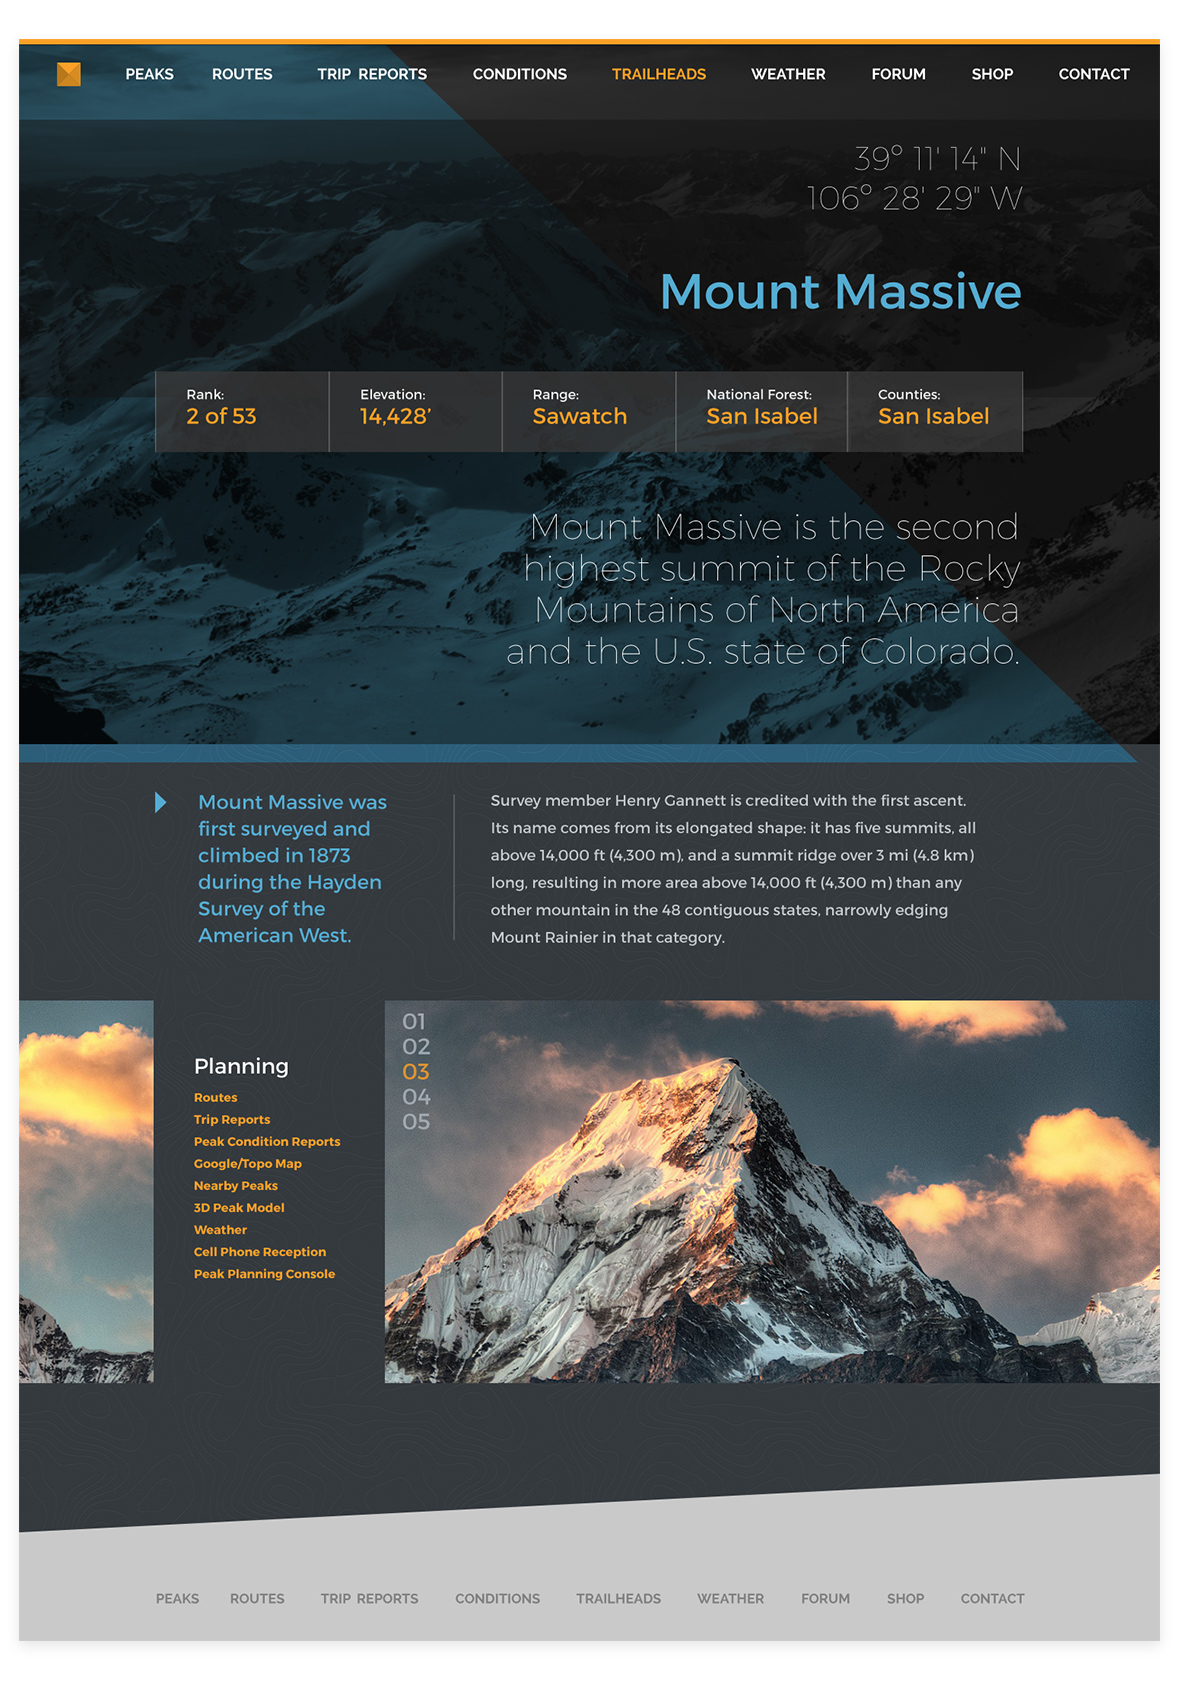 PEAKS ROUTES TRIP REPORTS CONDITIONS TRAILHEADS WEATHER FORUM SHOP CONTACT
39° 11' 14" N
106° 28' 29" W
Mount Massive
Rank: Elevation: Range: National Forest: Counties:
2 of 53 14,428’ Sawatch San Isabel San Isabel
Mount Massive is the second
highest summit of the Rocky
Mountains of North America
and the U.S. state of Colorado.
Mount Massive was
first surveyed and
climbed in 1873
during the Hayden
Survey of the
American West.
Survey member Henry Gannett is credited with the first ascent.
Its name comes from its elongated shape: it has five summits, all
above 14,000 ft (4,300 m), and a summit ridge over 3 mi (4.8 km)
long, resulting in more area above 14,000 ft (4,300 m) than any
other mountain in the 48 contiguous states, narrowly edging
Mount Rainier in that category.
Planning
Routes
Trip Reports
Peak Condition Reports
Google/Topo Map
Nearby Peaks
3D Peak Model
Weather
Cell Phone Reception
Peak Planning Console
01
02
03
04
05
PEAKS ROUTES TRIP REPORTS CONDITIONS TRAILHEADS WEATHER FORUM SHOP CONTACT